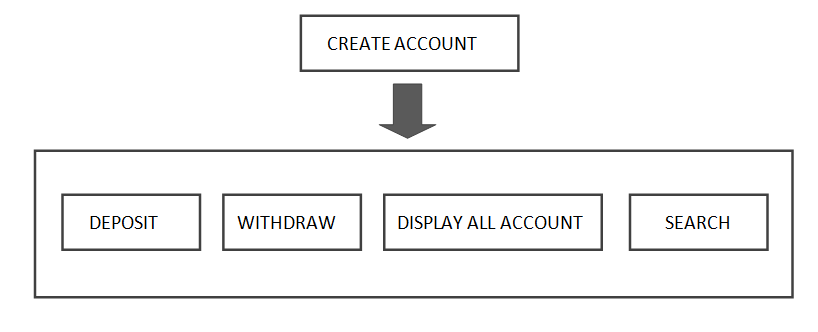 CREATE ACCOUNT
DEPOSIT
WITHDRAW
DISPLAY ALL ACCOUNT
SEARCH